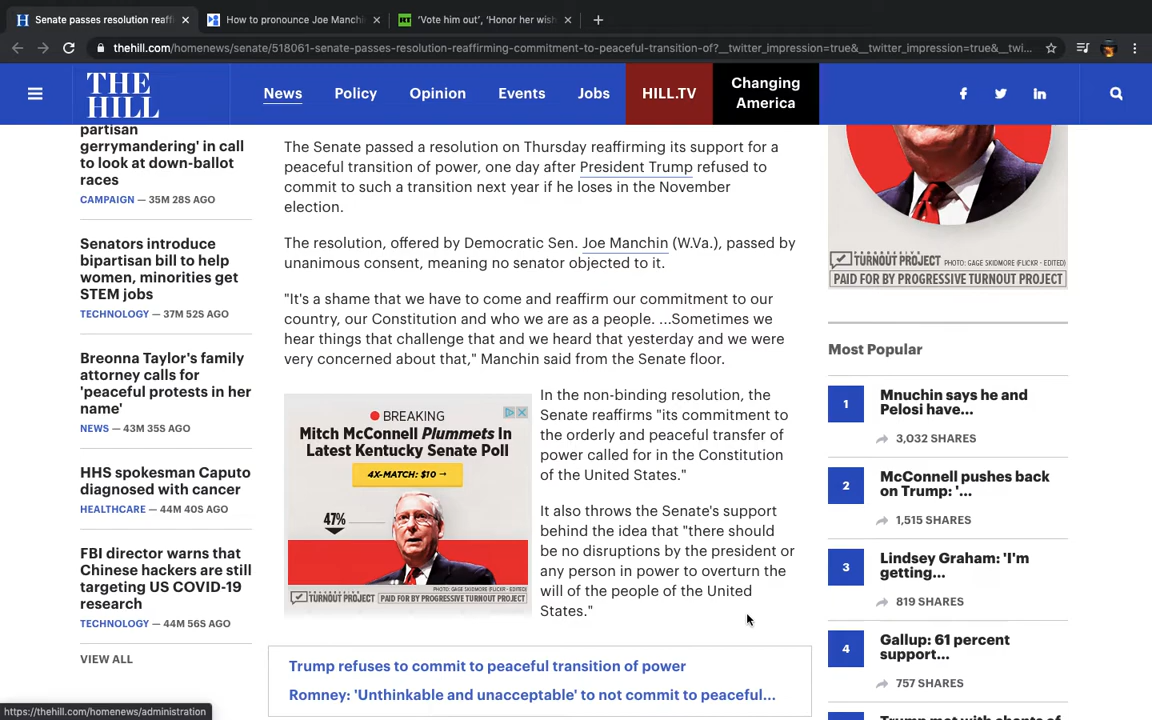 Senate passes resolution reaffi
How to pronounce Joe Manchi
'Vote him out', 'Honor her wish
thehill.com/homenews/senate/518061-senate-passes-resolution-reaffirming-commitment-to-peaceful-transition-of?__twitter_impression=true&__twitter_impression=true&__twi...
THE HILL
News
Policy
Opinion
Events
Jobs
HILL.TV
Changing
America
partisan
gerrymandering' in call
to look at down-ballot
races
CAMPAIGN — 35M 28S AGO
Senators introduce
bipartisan bill to help
women, minorities get
STEM jobs
TECHNOLOGY — 37M 52S AGO
Breonna Taylor's family
attorney calls for
'peaceful protests in her
name'
NEWS — 43M 35S AGO
HHS spokesman Caputo
diagnosed with cancer
HEALTHCARE — 44M 40S AGO
FBI director warns that
Chinese hackers are still
targeting US COVID-19
research
TECHNOLOGY — 44M 56S AGO
VIEW ALL
The Senate passed a resolution on Thursday reaffirming its support for a
peaceful transition of power, one day after President Trump refused to
commit to such a transition next year if he loses in the November
election.
The resolution, offered by Democratic Sen. Joe Manchin (W.Va.), passed by
unanimous consent, meaning no senator objected to it.
"It's a shame that we have to come and reaffirm our commitment to our
country, our Constitution and who we are as a people. ...Sometimes we
hear things that challenge that and we heard that yesterday and we were
very concerned about that," Manchin said from the Senate floor.
BREAKING
Mitch McConnell Plummets In
Latest Kentucky Senate Poll
4X-MATCH: $10 →
47%
PHOTO: GAGE SKIDMORE (FLICKR - EDITED)
TURNOUT PROJECT PAID FOR BY PROGRESSIVE TURNOUT PROJECT
In the non-binding resolution, the
Senate reaffirms "its commitment to
the orderly and peaceful transfer of
power called for in the Constitution
of the United States."
It also throws the Senate's support
behind the idea that "there should
be no disruptions by the president or
any person in power to overturn the
will of the people of the United
States."
Trump refuses to commit to peaceful transition of power
Romney: 'Unthinkable and unacceptable' to not commit to peaceful...
PROGRESSIVE
TURNOUT PROJECT PHOTO: GAGE SKIDMORE (FLICKR - EDITED)
PAID FOR BY PROGRESSIVE TURNOUT PROJECT
Most Popular
1
Mnuchin says he and
Pelosi have...
3,032 SHARES
2
McConnell pushes back
on Trump: '...
1,515 SHARES
3
Lindsey Graham: 'I'm
getting...
819 SHARES
4
Gallup: 61 percent
support...
757 SHARES
Trump met with chants of
https://thehill.com/homenews/administration